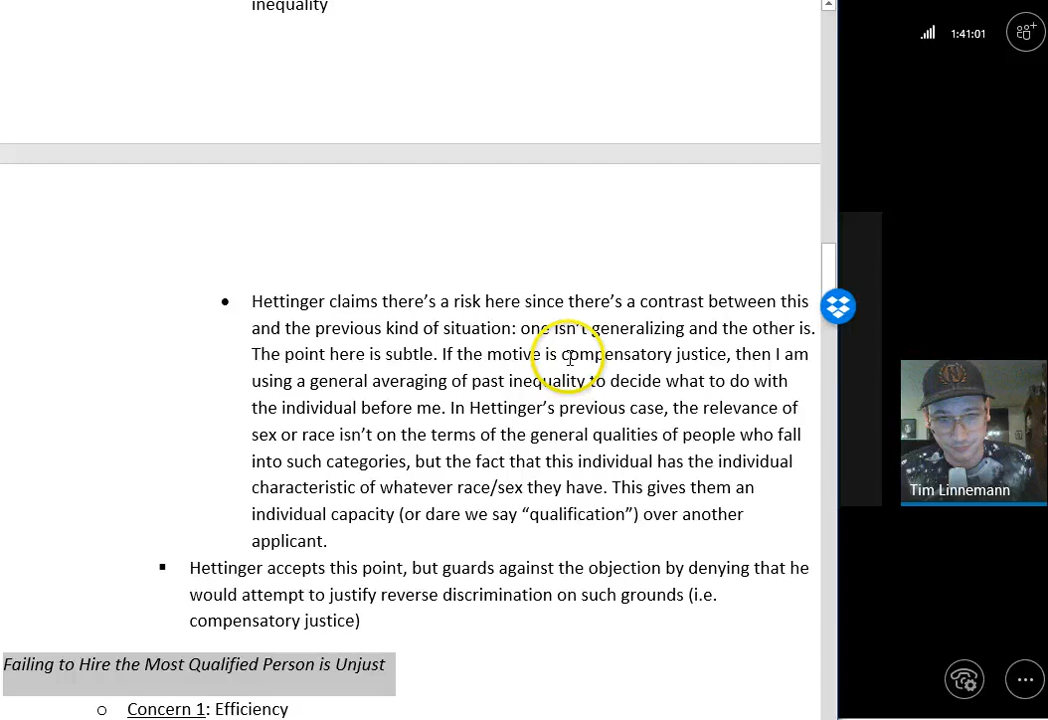 inequality
1:41:01
• Hettinger claims there's a risk here since there's a contrast between this
and the previous kind of situation: one isn't generalizing and the other is.
The point here is subtle. If the motive is compensatory justice, then I am
using a general averaging of past inequality to decide what to do with
the individual before me. In Hettinger's previous case, the relevance of
sex or race isn't on the terms of the general qualities of people who fall
into such categories, but the fact that this individual has the individual
characteristic of whatever race/sex they have. This gives them an
individual capacity (or dare we say “qualification”) over another
applicant.
▪ Hettinger accepts this point, but guards against the objection by denying that he
would attempt to justify reverse discrimination on such grounds (i.e.
compensatory justice)
Failing to Hire the Most Qualified Person is Unjust
o Concern 1: Efficiency
Tim Linnemann